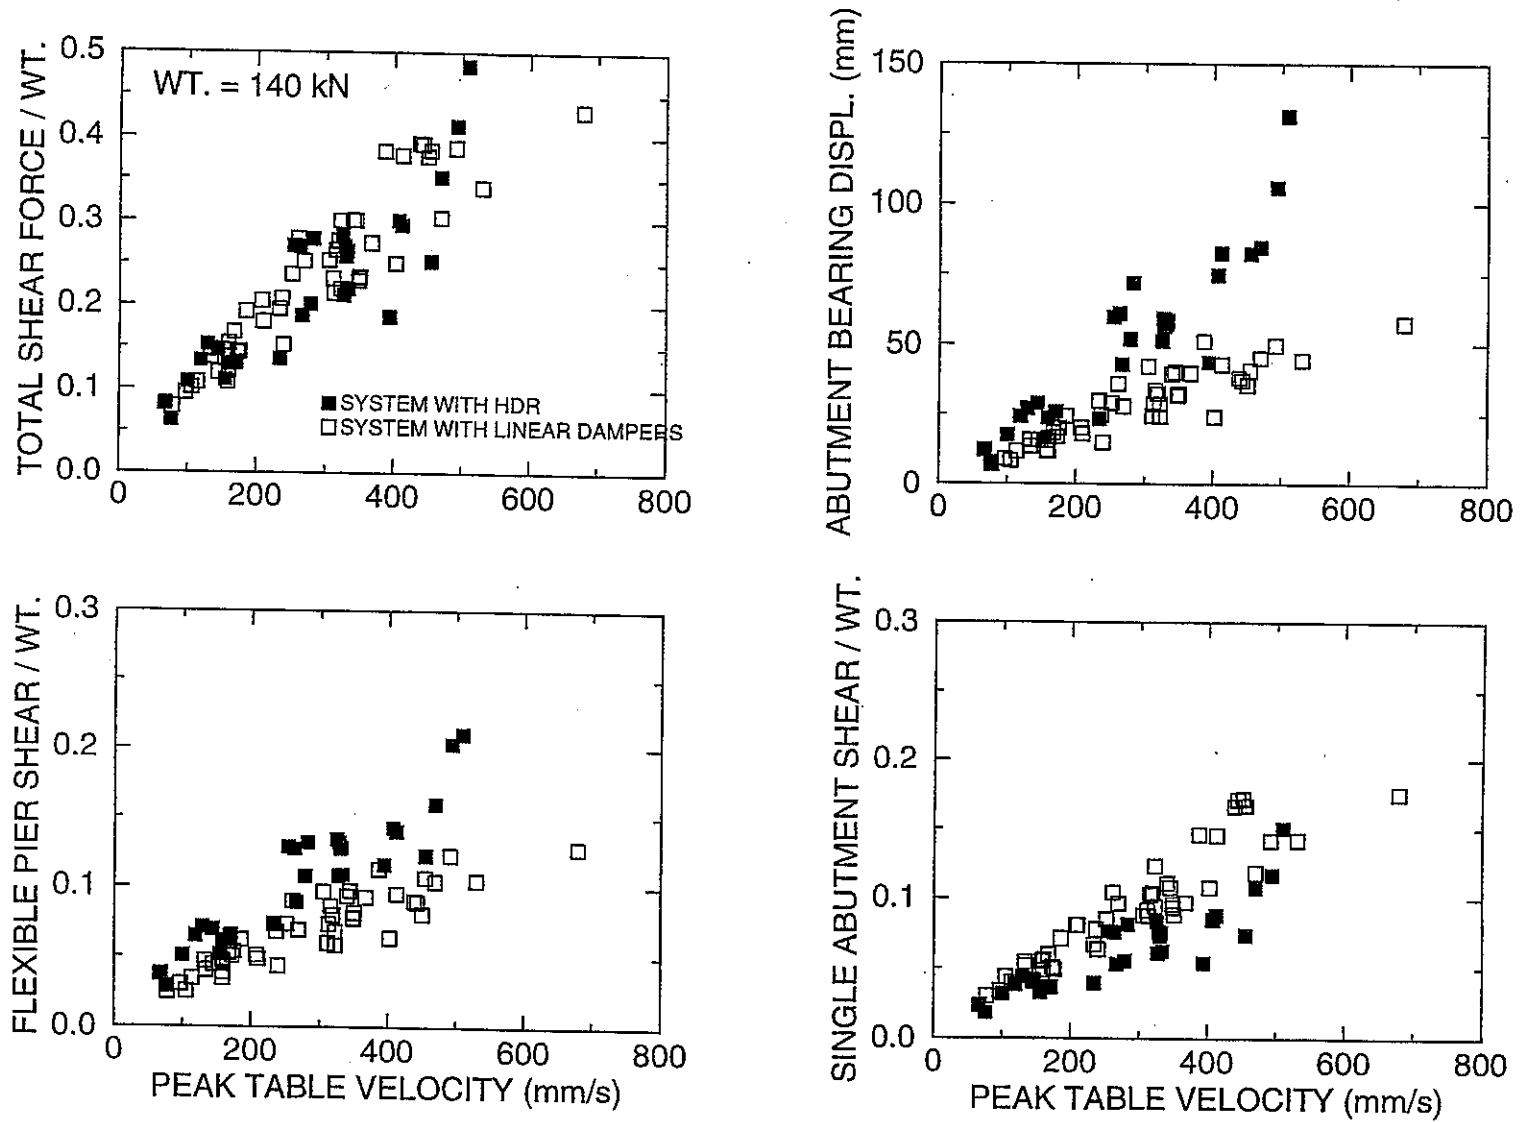 TOTAL SHEAR FORCE / WT.
0.5
0.4
0.3
0.2
0.1
0.0
WT. = 140 kN
■ SYSTEM WITH HDR
□ SYSTEM WITH LINEAR DAMPERS
0 200 400 600 800
ABUTMENT BEARING DISPL. (mm)
150
100
50
0
0 200 400 600 800
FLEXIBLE PIER SHEAR / WT.
0.3
0.2
0.1
0.0
0 200 400 600 800
PEAK TABLE VELOCITY (mm/s)
SINGLE ABUTMENT SHEAR / WT.
0.3
0.2
0.1
0.0
0 200 400 600 800
PEAK TABLE VELOCITY (mm/s)